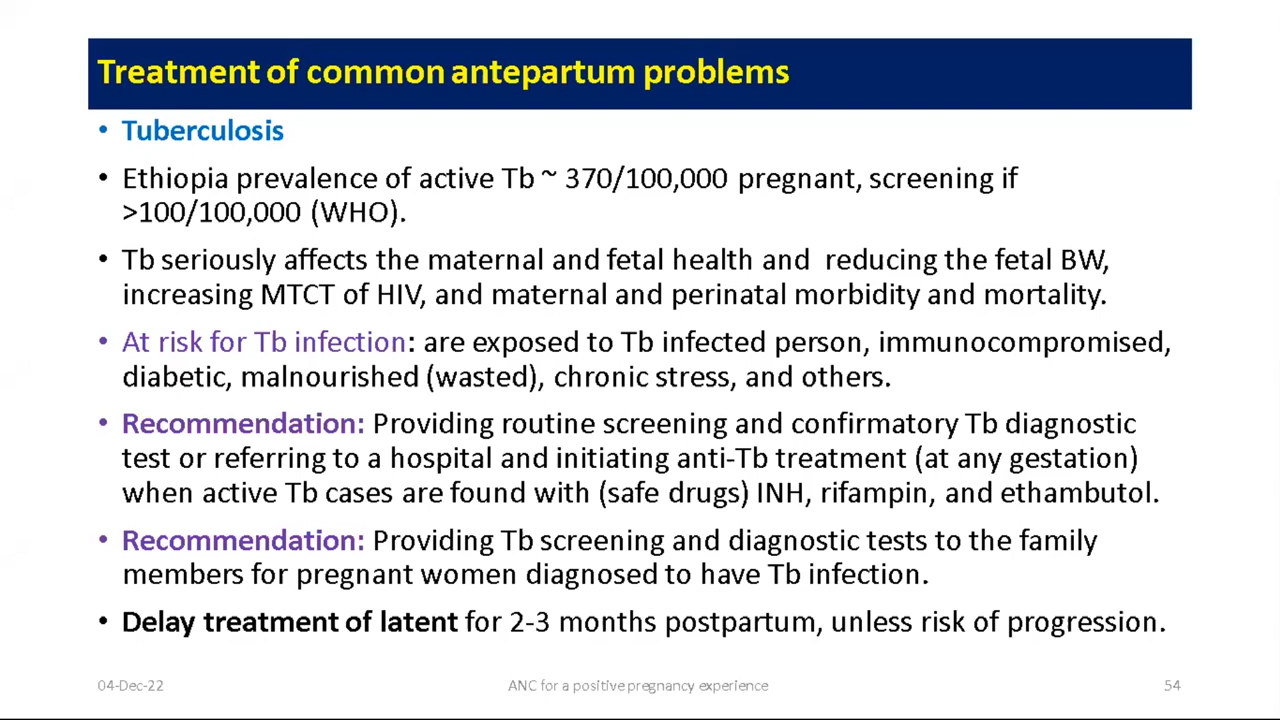 Treatment of common antepartum problems
• Tuberculosis
• Ethiopia prevalence of active Tb ~ 370/100,000 pregnant, screening if
>100/100,000 (WHO).
• Tb seriously affects the maternal and fetal health and  reducing the fetal BW,
increasing MTCT of HIV, and maternal and perinatal morbidity and mortality.
• At risk for Tb infection: are exposed to Tb infected person, immunocompromised,
diabetic, malnourished (wasted), chronic stress, and others.
• Recommendation: Providing routine screening and confirmatory Tb diagnostic
test or referring to a hospital and initiating anti-Tb treatment (at any gestation)
when active Tb cases are found with (safe drugs) INH, rifampin, and ethambutol.
• Recommendation: Providing Tb screening and diagnostic tests to the family
members for pregnant women diagnosed to have Tb infection.
• Delay treatment of latent for 2-3 months postpartum, unless risk of progression.
04-Dec-22
ANC for a positive pregnancy experience
54